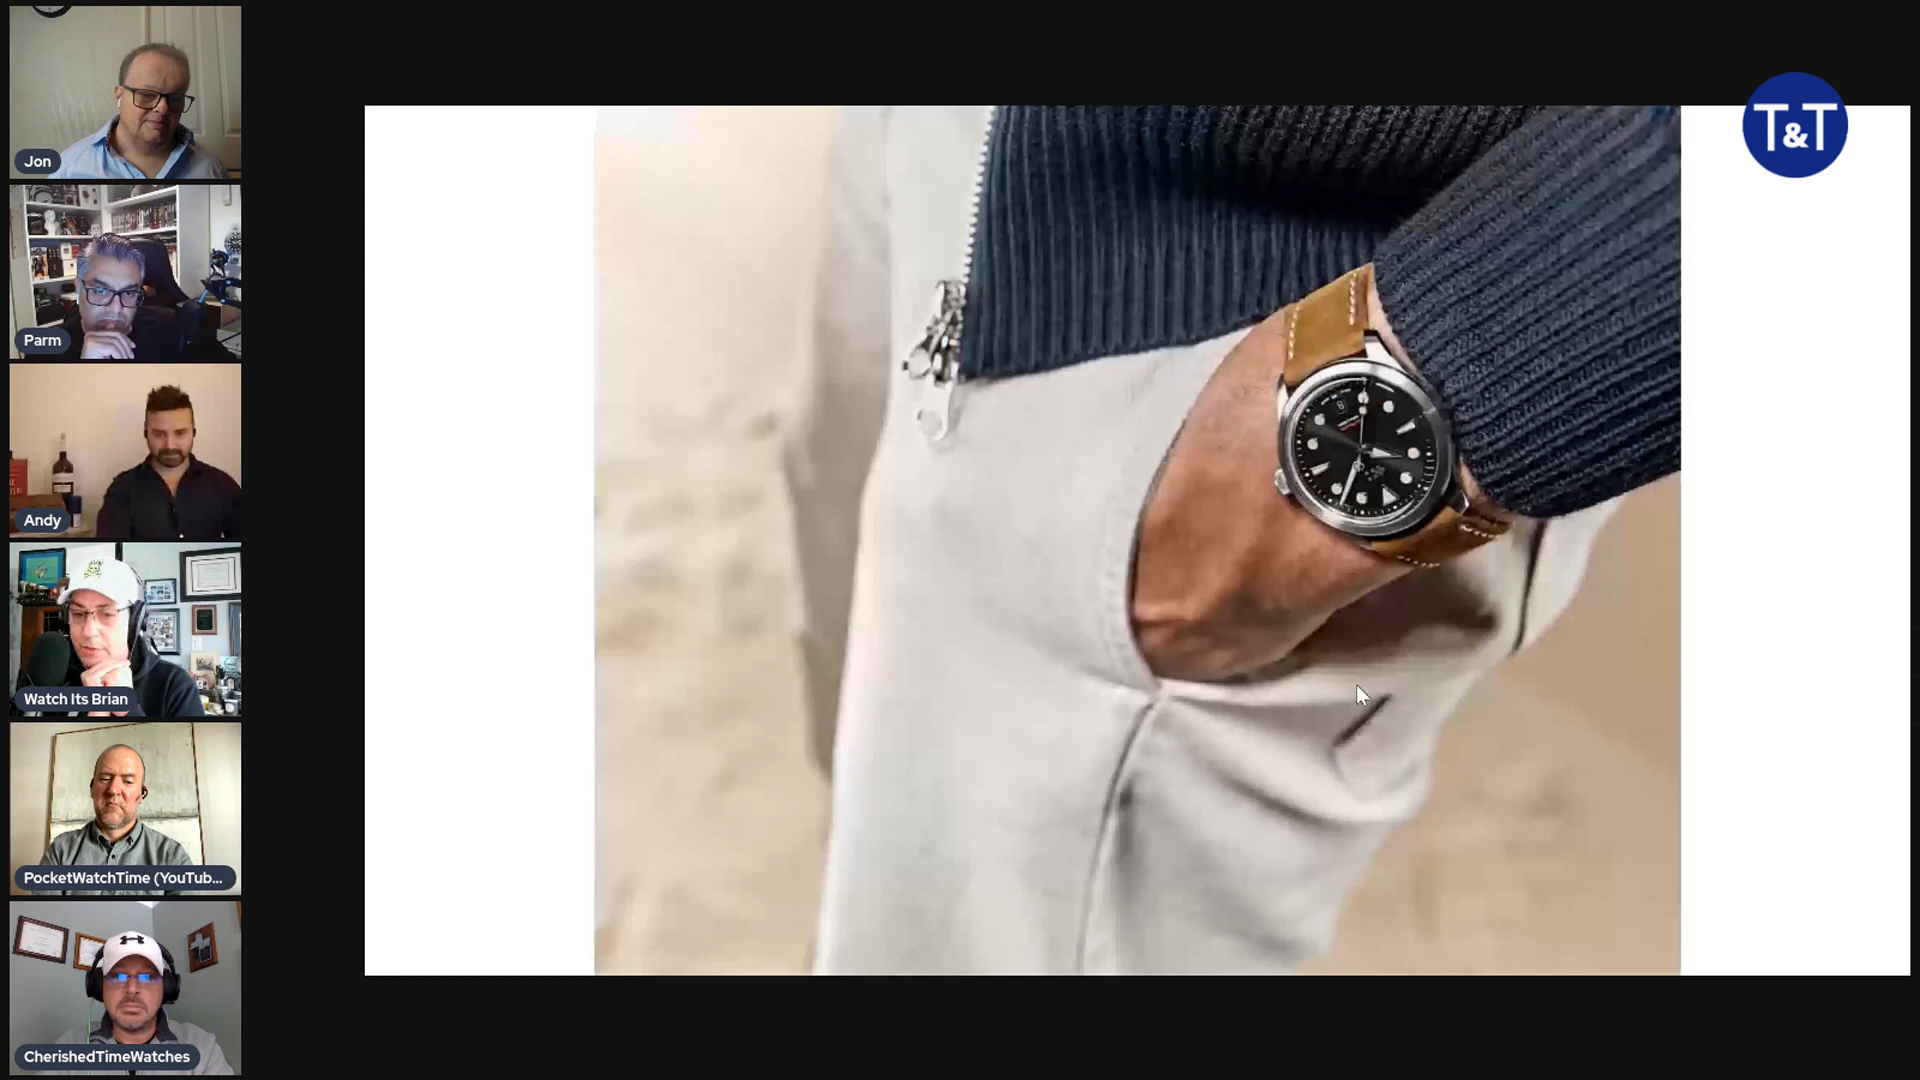 Jon
Parm
Andy
Watch Its Brian
PocketWatchTime (YouTub...
CherishedTimeWatches
T&T